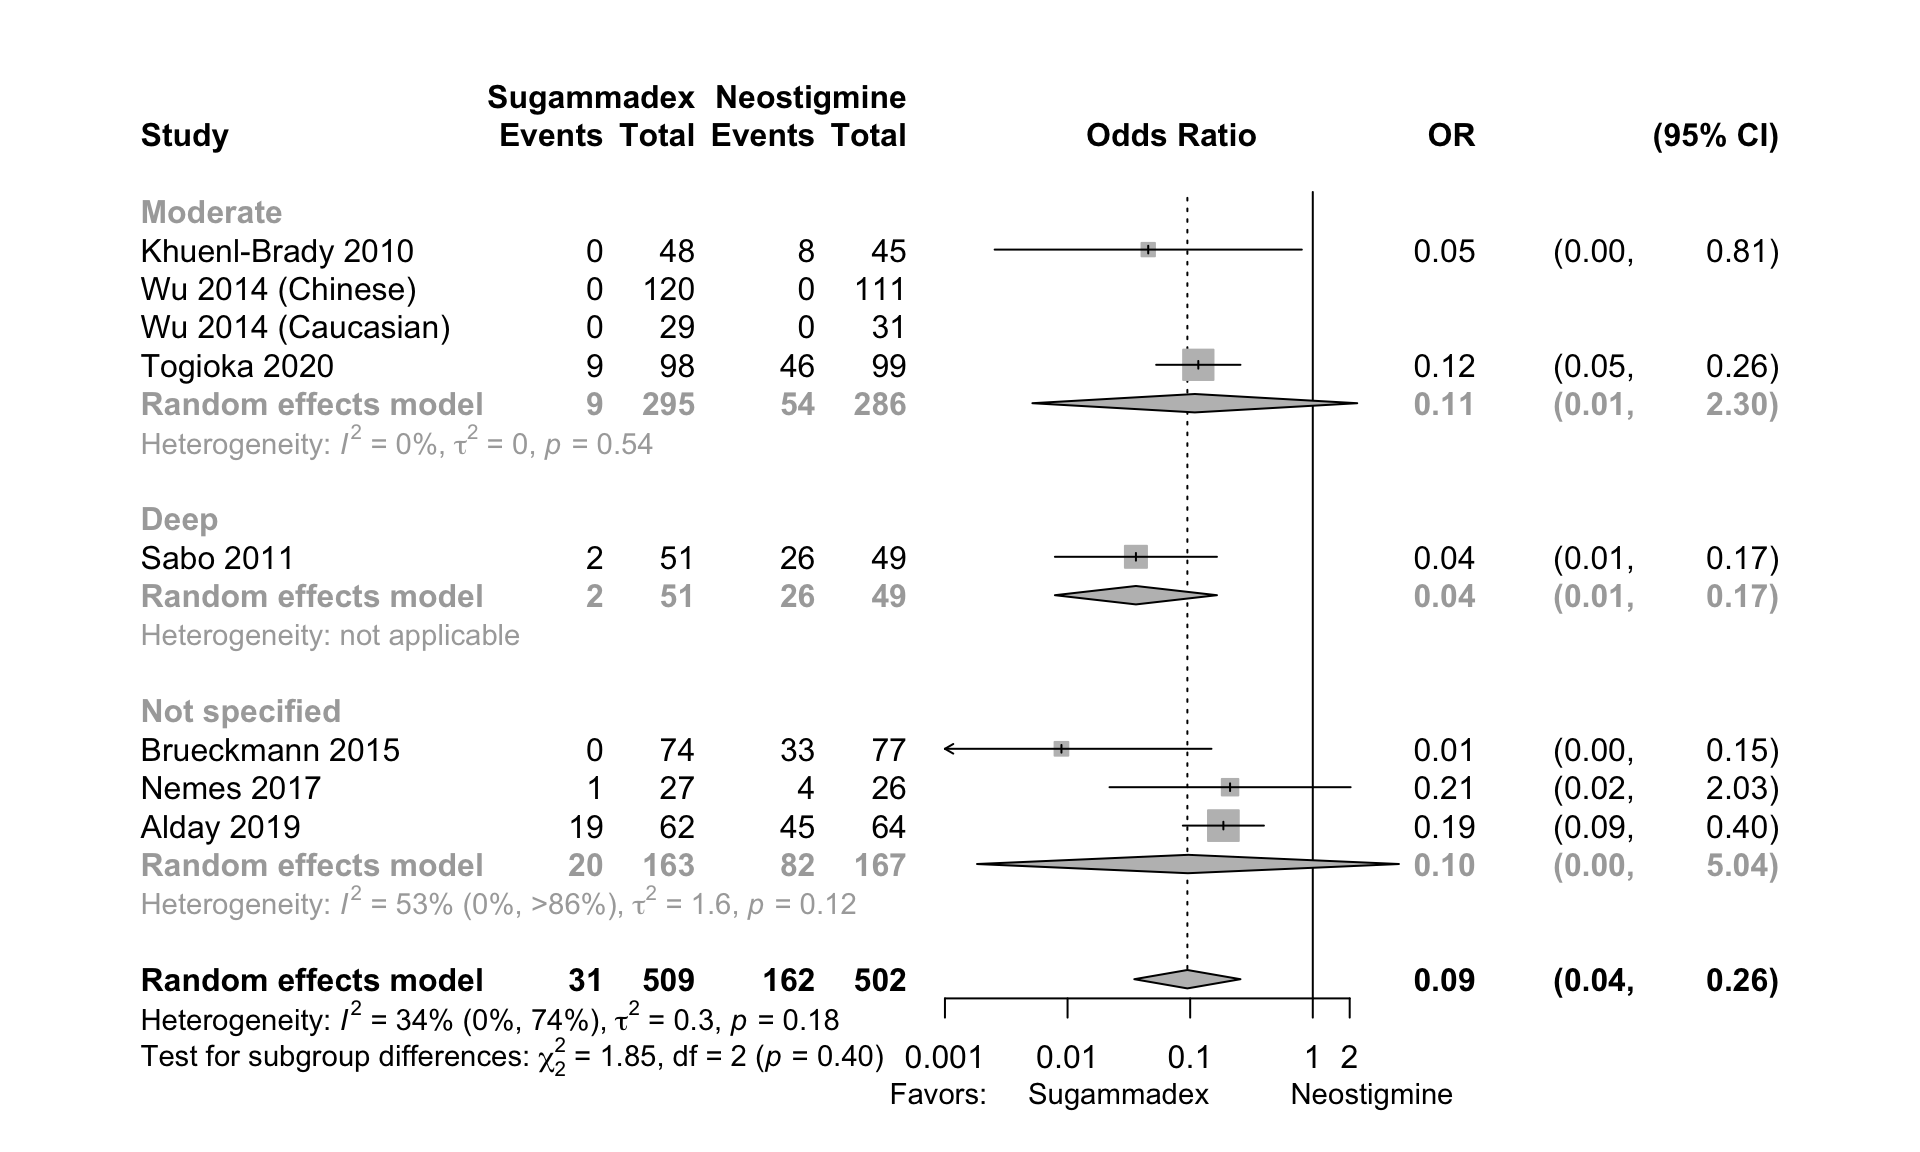 Sugammadex Neostigmine
Study Events Total Events Total Odds Ratio OR (95% CI)
Moderate
Khuenl-Brady 2010 0 48 8 45 0.05 (0.00, 0.81)
Wu 2014 (Chinese) 0 120 0 111
Wu 2014 (Caucasian) 0 29 0 31
Togioka 2020 9 98 46 99 0.12 (0.05, 0.26)
Random effects model 9 295 54 286 0.11 (0.01, 2.30)
Heterogeneity: I² = 0%, τ² = 0, p = 0.54
Deep
Sabo 2011 2 51 26 49 0.04 (0.01, 0.17)
Random effects model 2 51 26 49 0.04 (0.01, 0.17)
Heterogeneity: not applicable
Not specified
Brueckmann 2015 0 74 33 77 0.01 (0.00, 0.15)
Nemes 2017 1 27 4 26 0.21 (0.02, 2.03)
Alday 2019 19 62 45 64 0.19 (0.09, 0.40)
Random effects model 20 163 82 167 0.10 (0.00, 5.04)
Heterogeneity: I² = 53% (0%, >86%), τ² = 1.6, p = 0.12
Random effects model 31 509 162 502 0.09 (0.04, 0.26)
Heterogeneity: I² = 34% (0%, 74%), τ² = 0.3, p = 0.18
Test for subgroup differences: χ²₂ = 1.85, df = 2 (p = 0.40) 0.001 0.01 0.1 1 2
Favors: Sugammadex Neostigmine